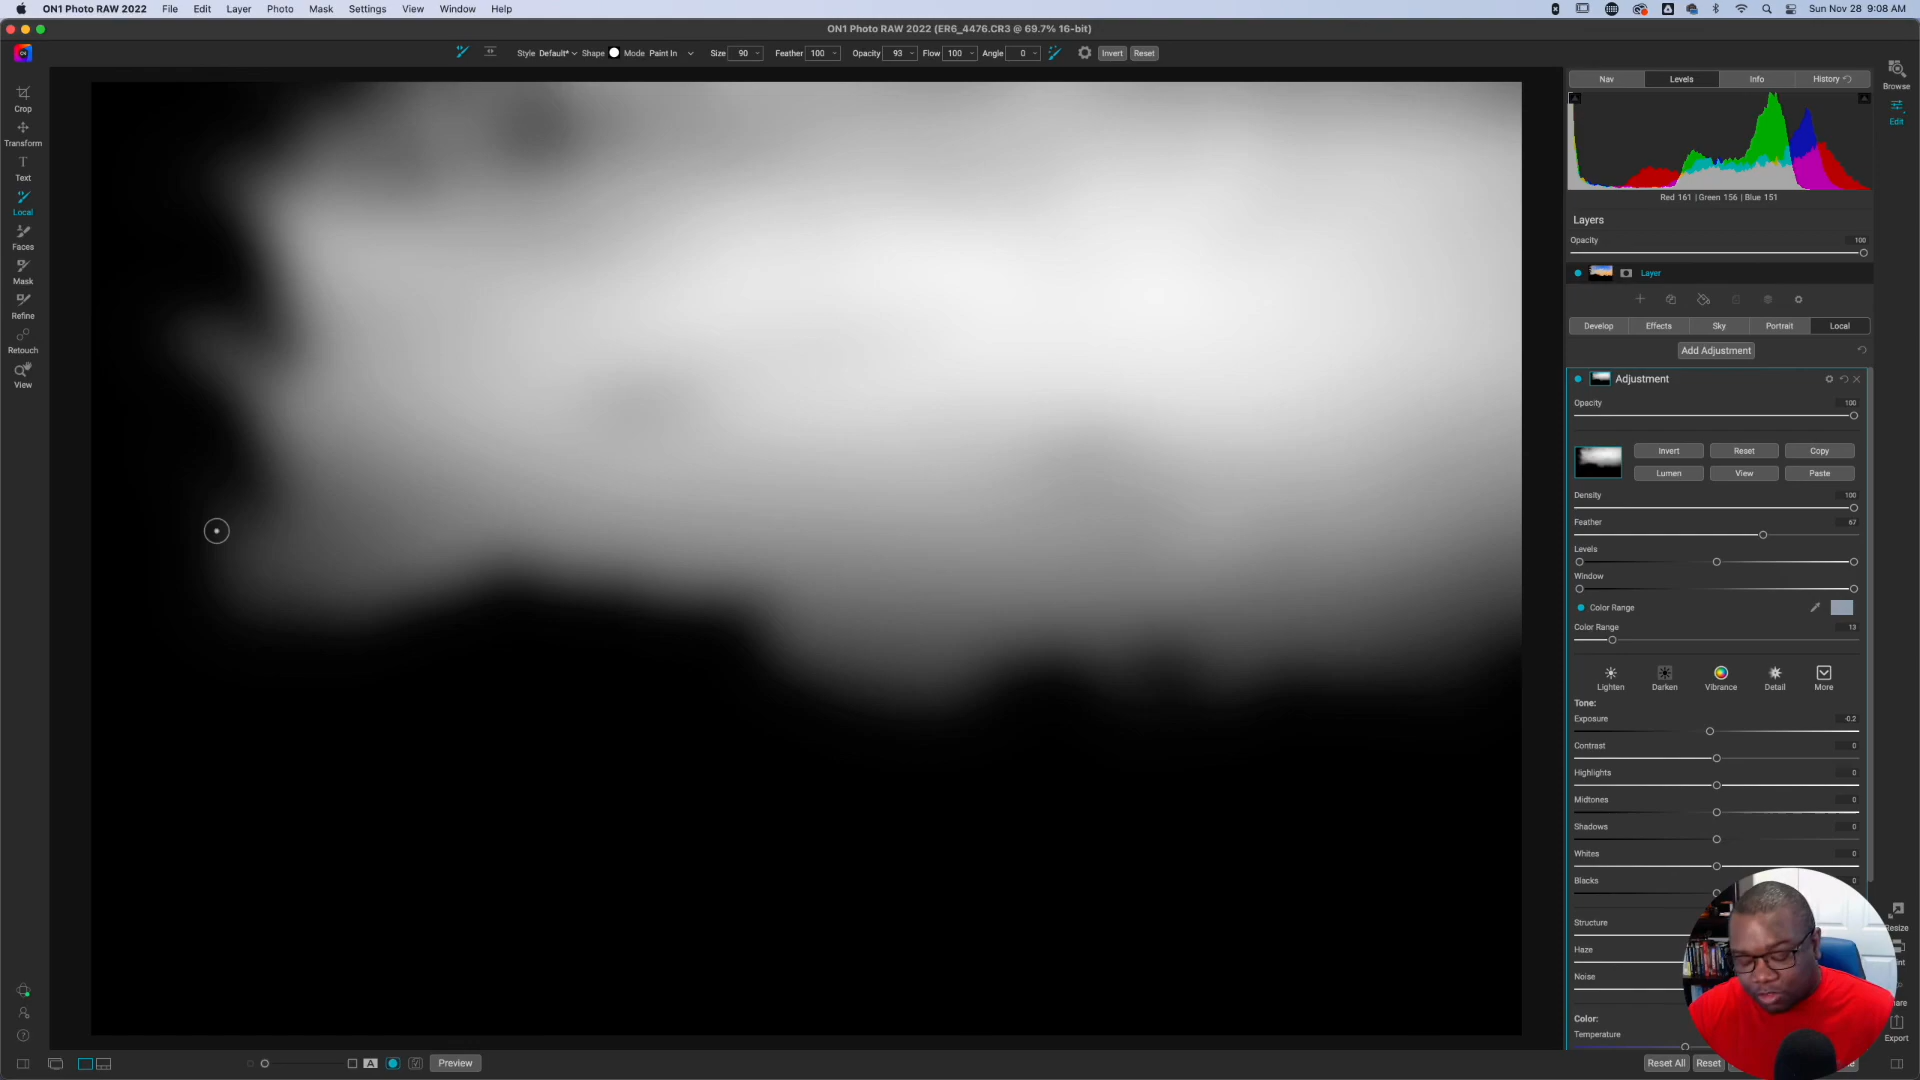 ON1 Photo RAW 2022 File Edit Layer Photo Mask Settings View Window Help Sun Nov 28 9:08 AM
ON1 Photo RAW 2022 (ER6_4476.CR3 @ 69.7% 16-bit)
Style Default* Shape Mode Paint In Size 90 Feather 100 Opacity 93 Flow 100 Angle 0 Invert Reset
Nav Levels Info History
Browse
Edit
Crop
Transform
Text
Local
Faces
Mask
Refine
Retouch
View
Red 161 | Green 156 | Blue 151
Layers
Opacity 100
Layer
Develop Effects Sky Portrait Local
Add Adjustment
Adjustment
Opacity 100
Invert Reset Copy
Lumen View Paste
Density 100
Feather 67
Levels
Window
Color Range
Color Range 13
Lighten Darken Vibrance Detail More
Tone:
Exposure -0.2
Contrast 0
Highlights 0
Midtones 0
Shadows 0
Whites 0
Blacks 0
Structure
Haze
Noise
Color:
Temperature
Export
A Preview Reset All Reset